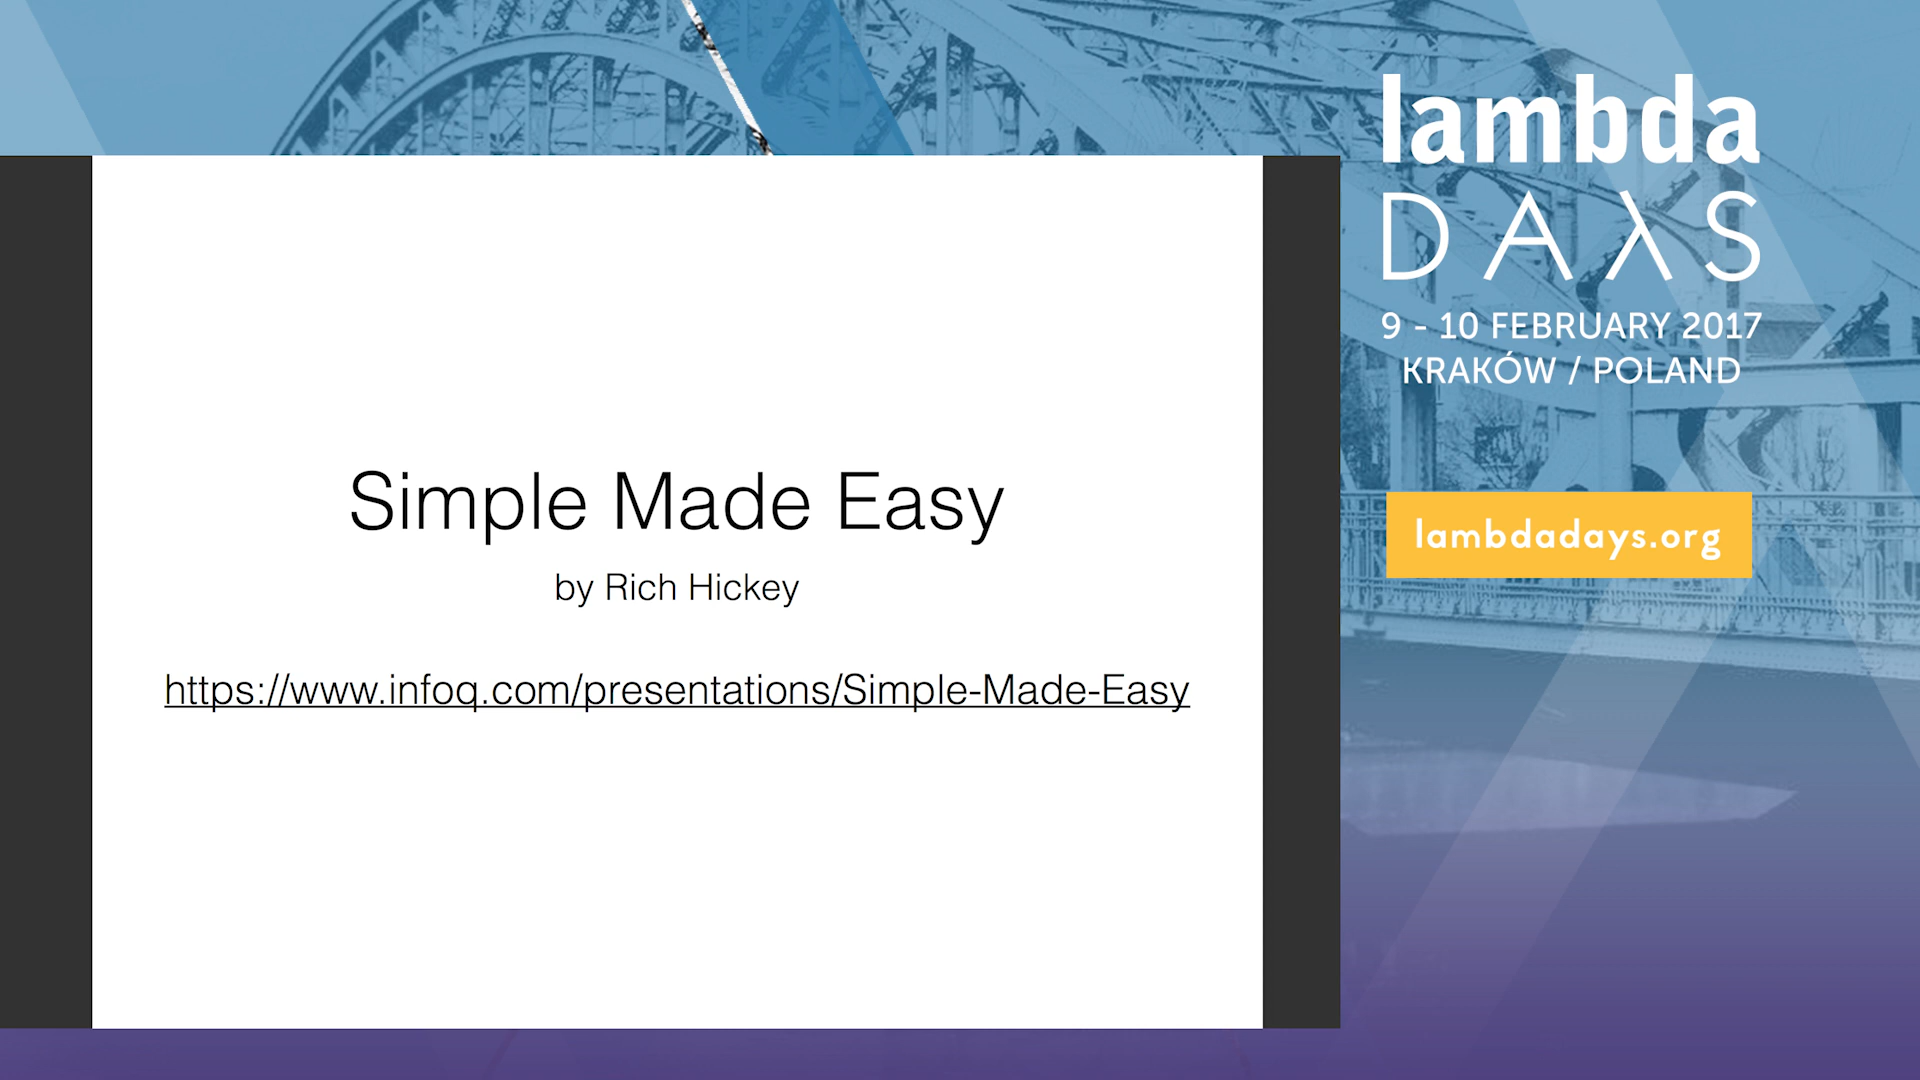 Simple Made Easy
by Rich Hickey
https://www.infoq.com/presentations/Simple-Made-Easy
lambda
DAλS
9 - 10 FEBRUARY 2017
KRAKÓW / POLAND
lambdadays.org